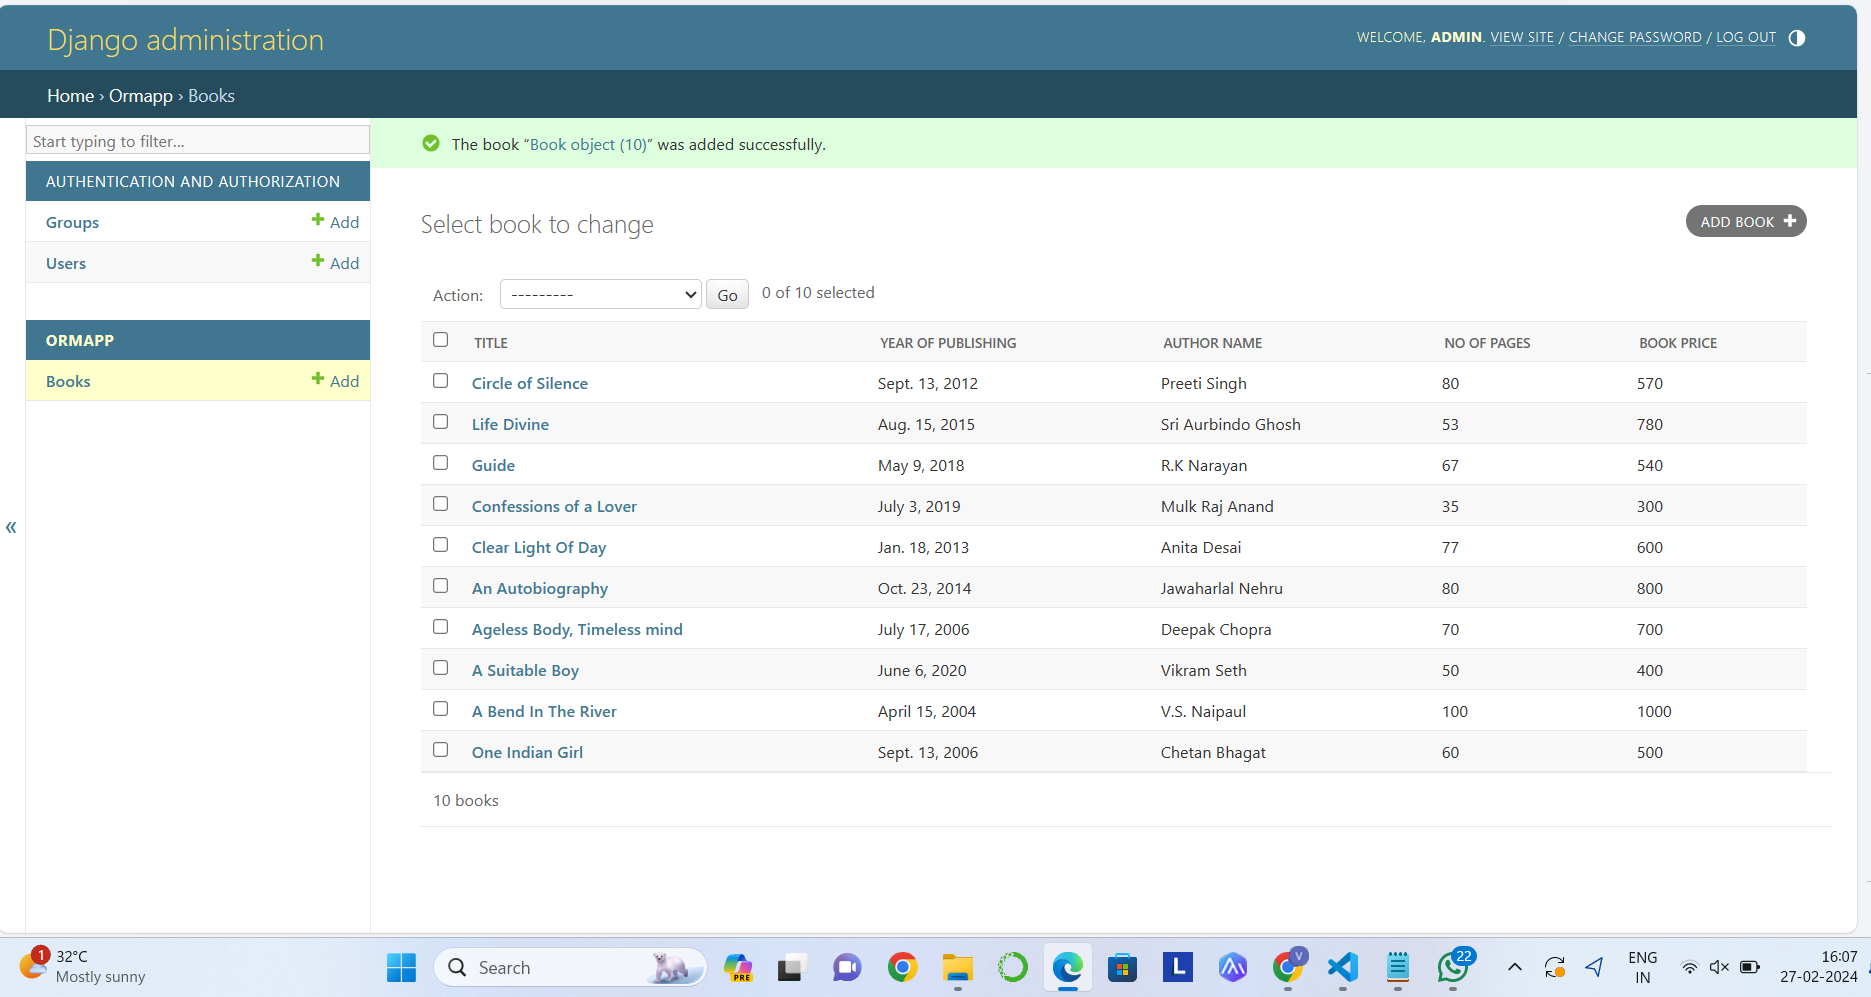 Django administration
WELCOME, ADMIN. VIEW SITE / CHANGE PASSWORD / LOG OUT
Home › Ormapp › Books
Start typing to filter...
The book “Book object (10)” was added successfully.
AUTHENTICATION AND AUTHORIZATION
Groups + Add
Users + Add
ORMAPP
Books + Add
«
Select book to change
ADD BOOK +
Action: --------- Go 0 of 10 selected
TITLE YEAR OF PUBLISHING AUTHOR NAME NO OF PAGES BOOK PRICE
Circle of Silence Sept. 13, 2012 Preeti Singh 80 570
Life Divine Aug. 15, 2015 Sri Aurbindo Ghosh 53 780
Guide May 9, 2018 R.K Narayan 67 540
Confessions of a Lover July 3, 2019 Mulk Raj Anand 35 300
Clear Light Of Day Jan. 18, 2013 Anita Desai 77 600
An Autobiography Oct. 23, 2014 Jawaharlal Nehru 80 800
Ageless Body, Timeless mind July 17, 2006 Deepak Chopra 70 700
A Suitable Boy June 6, 2020 Vikram Seth 50 400
A Bend In The River April 15, 2004 V.S. Naipaul 100 1000
One Indian Girl Sept. 13, 2006 Chetan Bhagat 60 500
10 books
1
32°C
Mostly sunny
Search
PRE
L
V
22
ENG
IN
16:07
27-02-2024